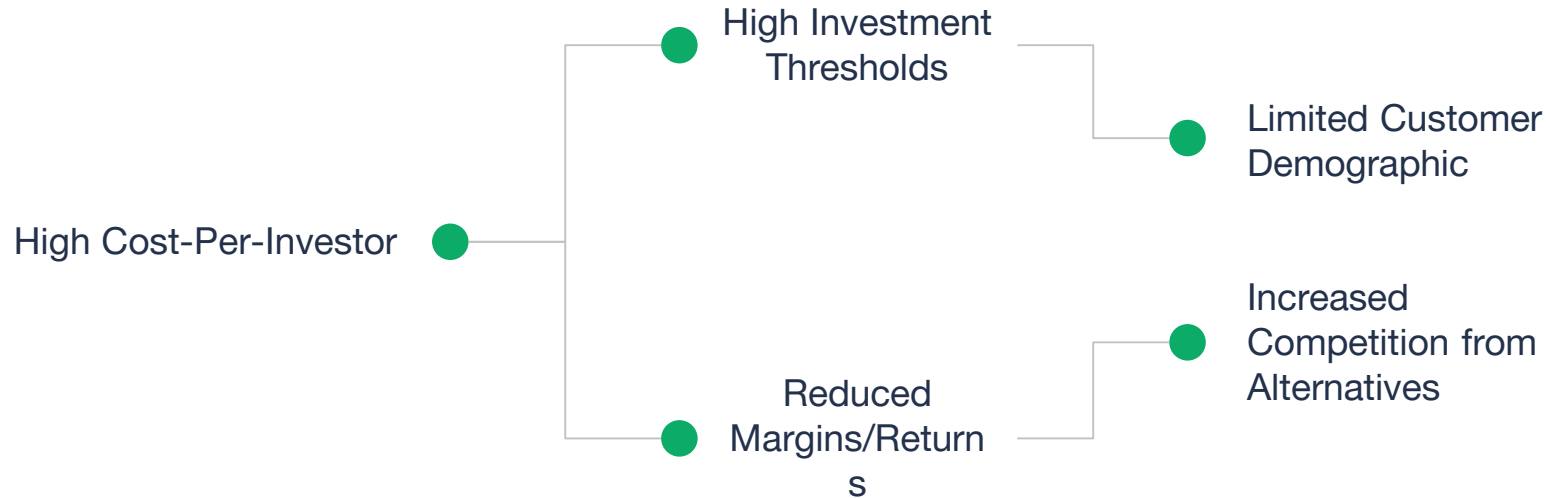 High Investment
Thresholds
Limited Customer
Demographic
High Cost-Per-Investor
Increased
Competition from
Alternatives
Reduced
Margins/Return
s